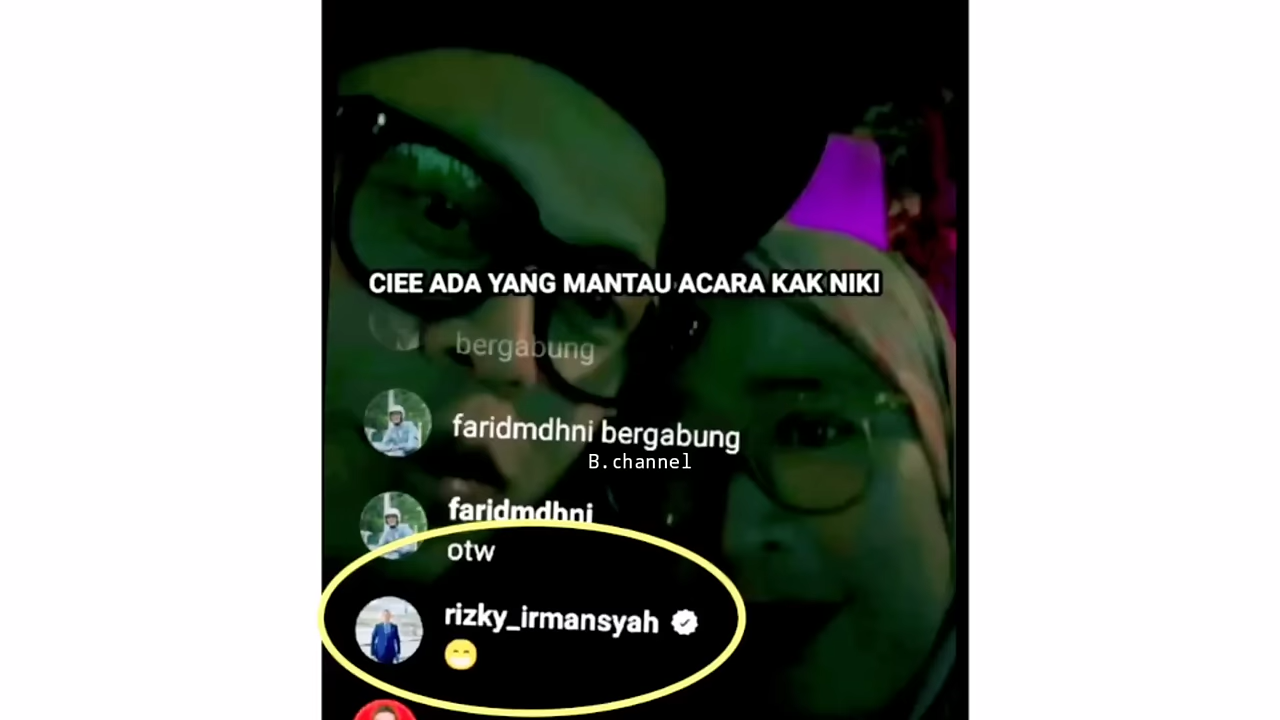 CIEE ADA YANG MANTAU ACARA KAK NIKI
bergabung
faridmdhni bergabung
B.channel
faridmdhni
otw
rizky_irmansyah